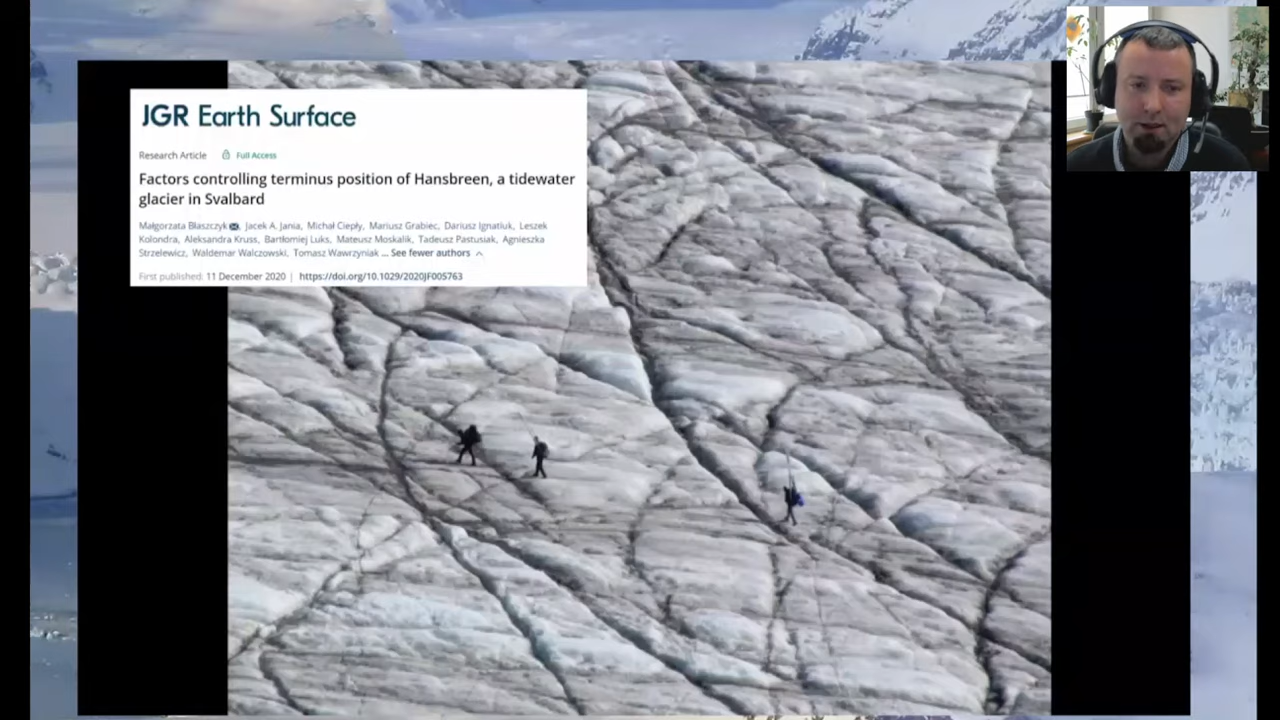 JGR Earth Surface
Research Article Full Access
Factors controlling terminus position of Hansbreen, a tidewater
glacier in Svalbard
Małgorzata Błaszczyk, Jacek A. Jania, Michał Ciepły, Mariusz Grabiec, Dariusz Ignatiuk, Leszek
Kolondra, Aleksandra Kruss, Bartłomiej Luks, Mateusz Moskalik, Tadeusz Pastusiak, Agnieszka
Strzelewicz, Waldemar Walczowski, Tomasz Wawrzyniak ... See fewer authors
First published: 11 December 2020 | https://doi.org/10.1029/2020JF005763